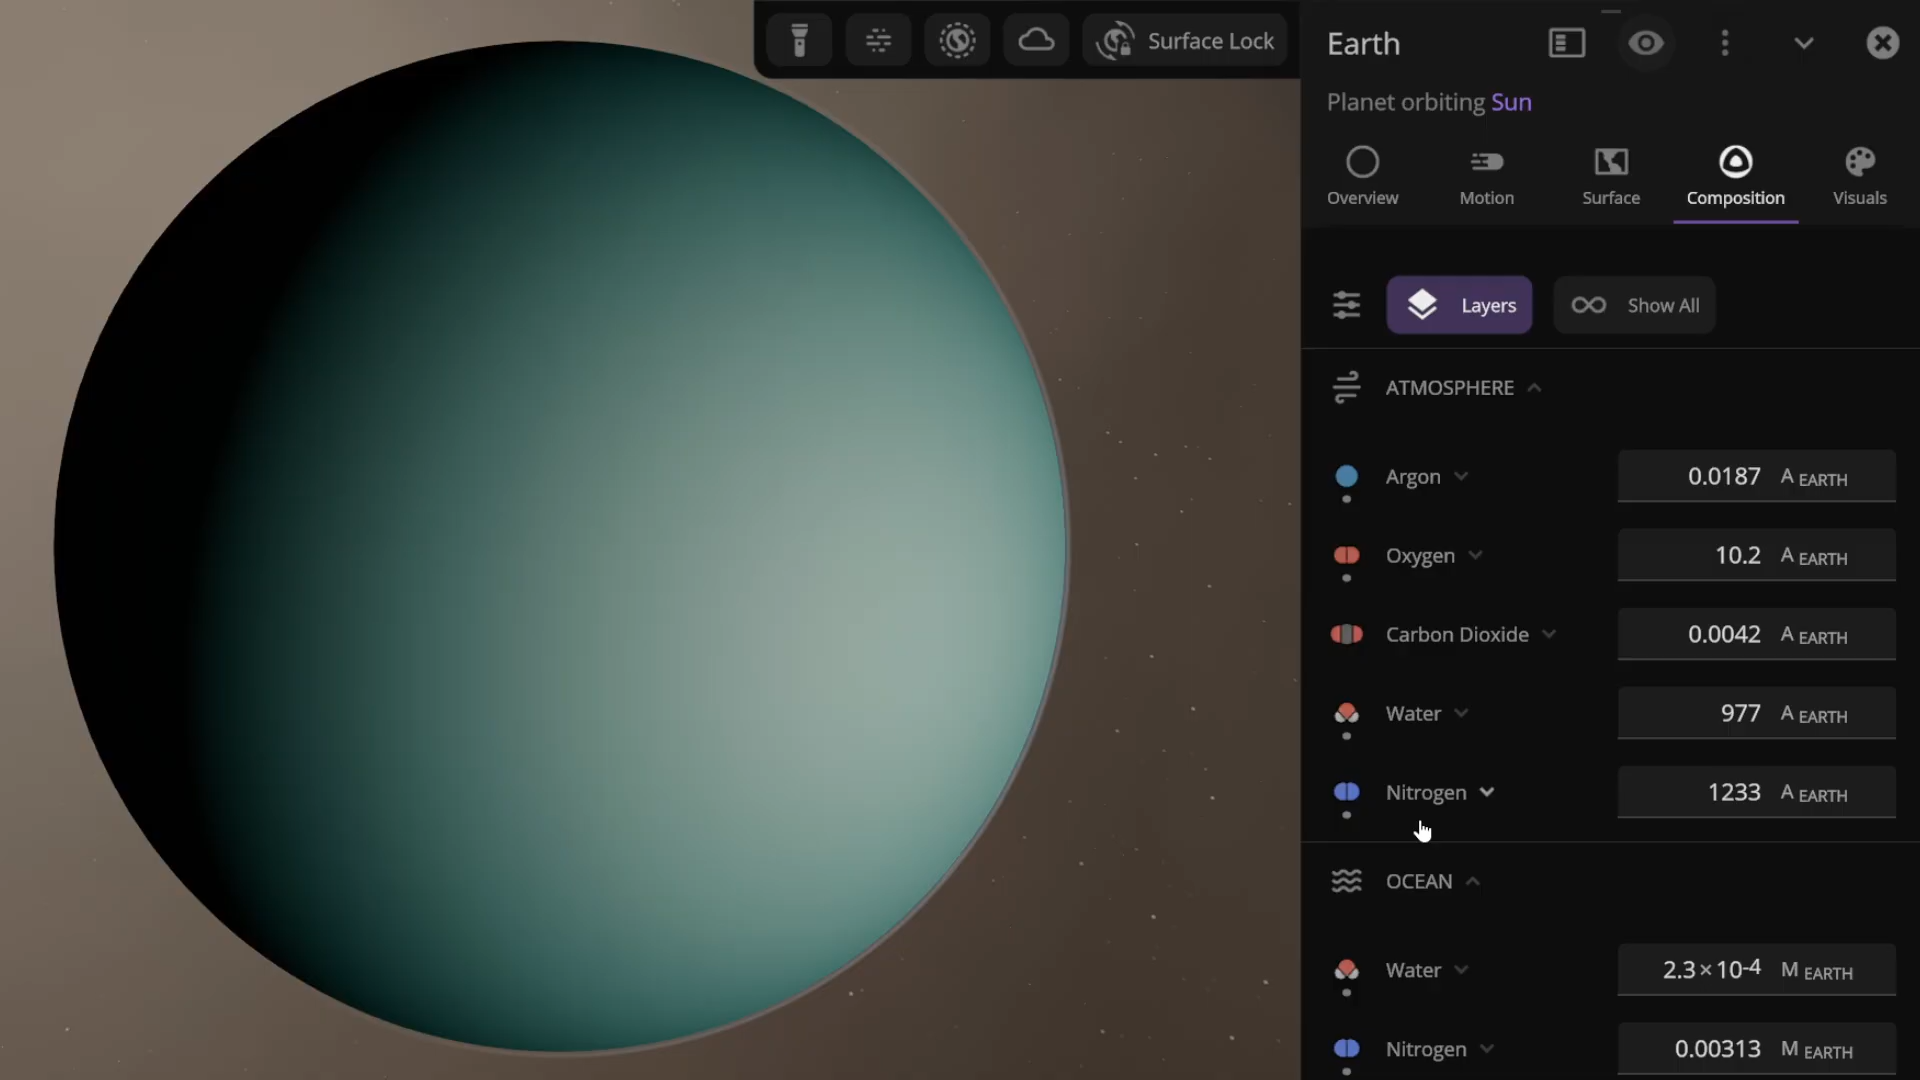 Surface Lock
Earth
Planet orbiting Sun
Overview
Motion
Surface
Composition
Visuals
Layers
Show All
ATMOSPHERE
Argon 0.0187 A EARTH
Oxygen 10.2 A EARTH
Carbon Dioxide 0.0042 A EARTH
Water 977 A EARTH
Nitrogen 1233 A EARTH
OCEAN
Water 2.3×10⁻⁴ M EARTH
Nitrogen 0.00313 M EARTH